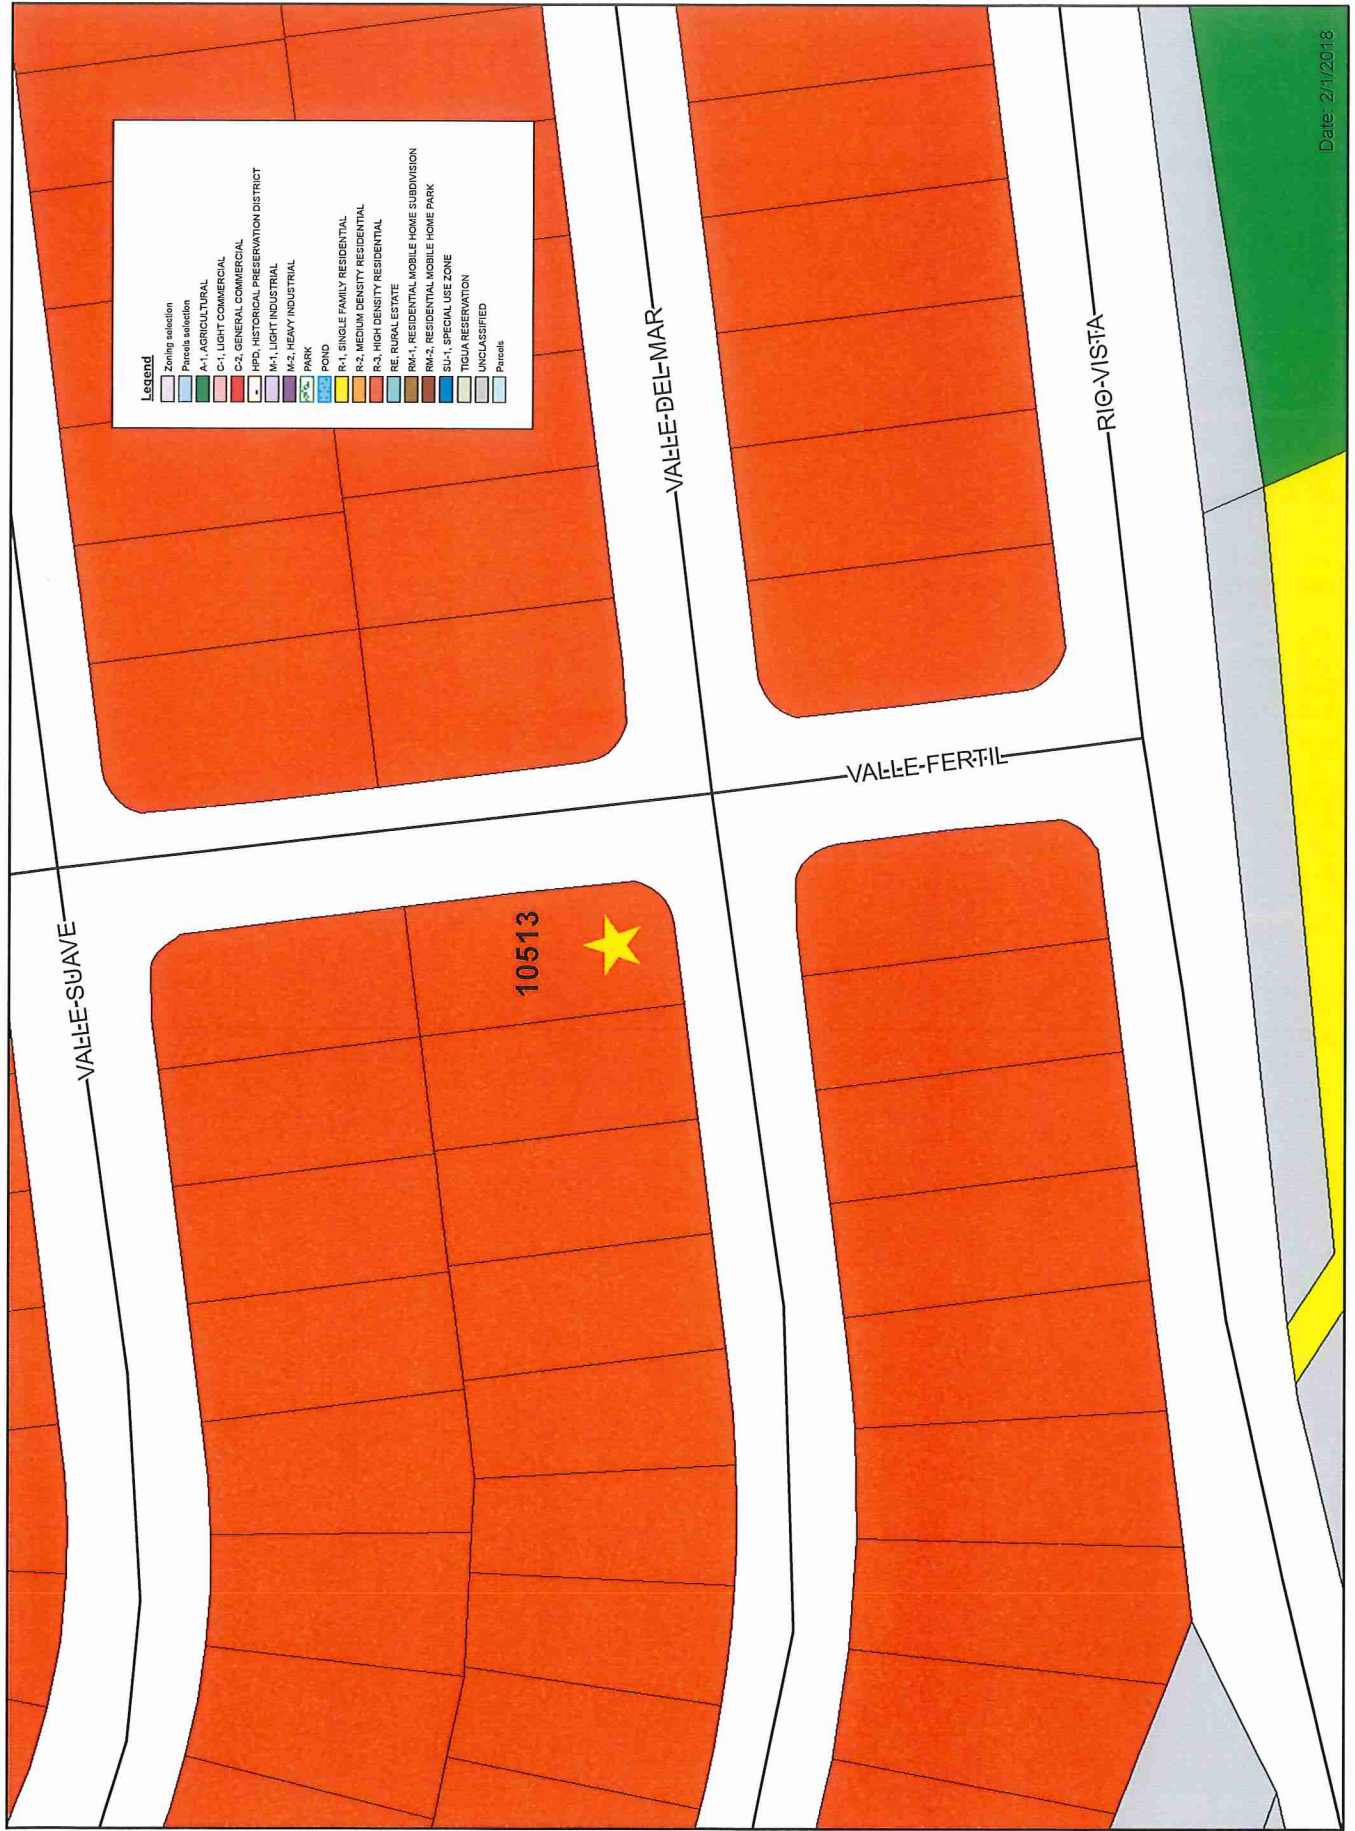 Legend
Zoning selection
Parcels selection
A-1, AGRICULTURAL
C-1, LIGHT COMMERCIAL
C-2, GENERAL COMMERCIAL
HPD, HISTORICAL PRESERVATION DISTRICT
M-1, LIGHT INDUSTRIAL
M-2, HEAVY INDUSTRIAL
PARK
POND
R-1, SINGLE FAMILY RESIDENTIAL
R-2, MEDIUM DENSITY RESIDENTIAL
R-3, HIGH DENSITY RESIDENTIAL
RE, RURAL ESTATE
RM-1, RESIDENTIAL MOBILE HOME SUBDIVISION
RM-2, RESIDENTIAL MOBILE HOME PARK
SU-1, SPECIAL USE ZONE
TIGUA RESERVATION
UNCLASSIFIED
Parcels
VALLE SUAVE
VALLE DEL MAR
10513
VALLE FERTIL
RIO VISTA
Date: 2/1/2018